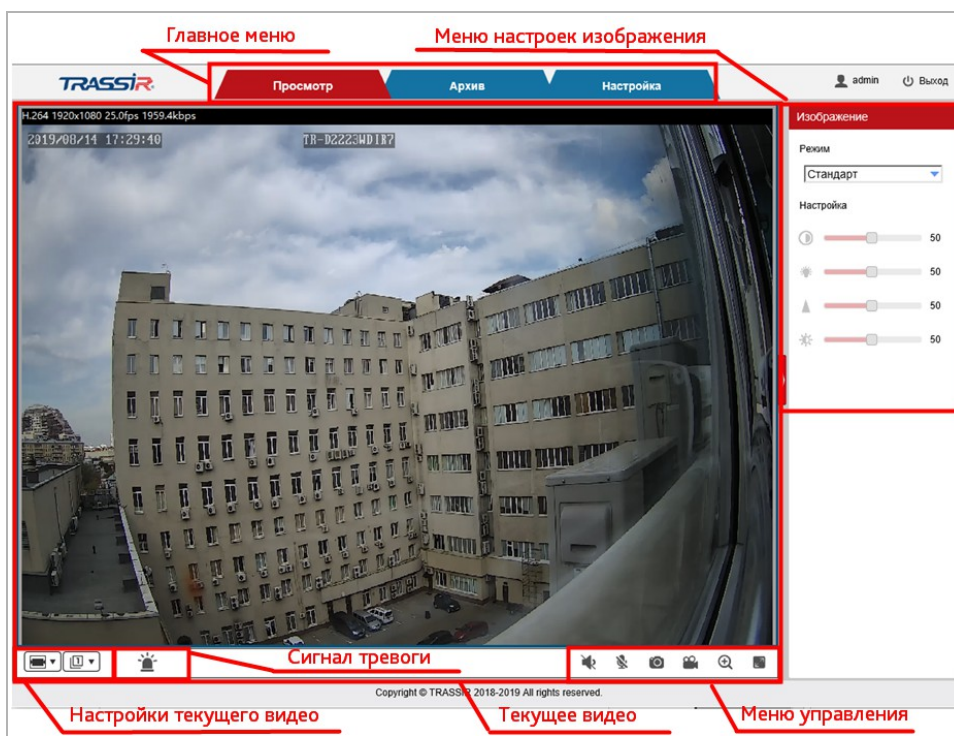 Главное меню
Меню настроек изображения
TRASSIR
Просмотр
Архив
Настройка
admin
Выход
H.264 1920x1080 25.0fps 1959.4kbps
2019/08/14 17:29:40
TR-D2223WDIR7
Изображение
Режим
Стандарт
Настройка
50
50
50
50
1
Сигнал тревоги
Copyright © TRASSIR 2018-2019 All rights reserved.
Настройки текущего видео
Текущее видео
Меню управления